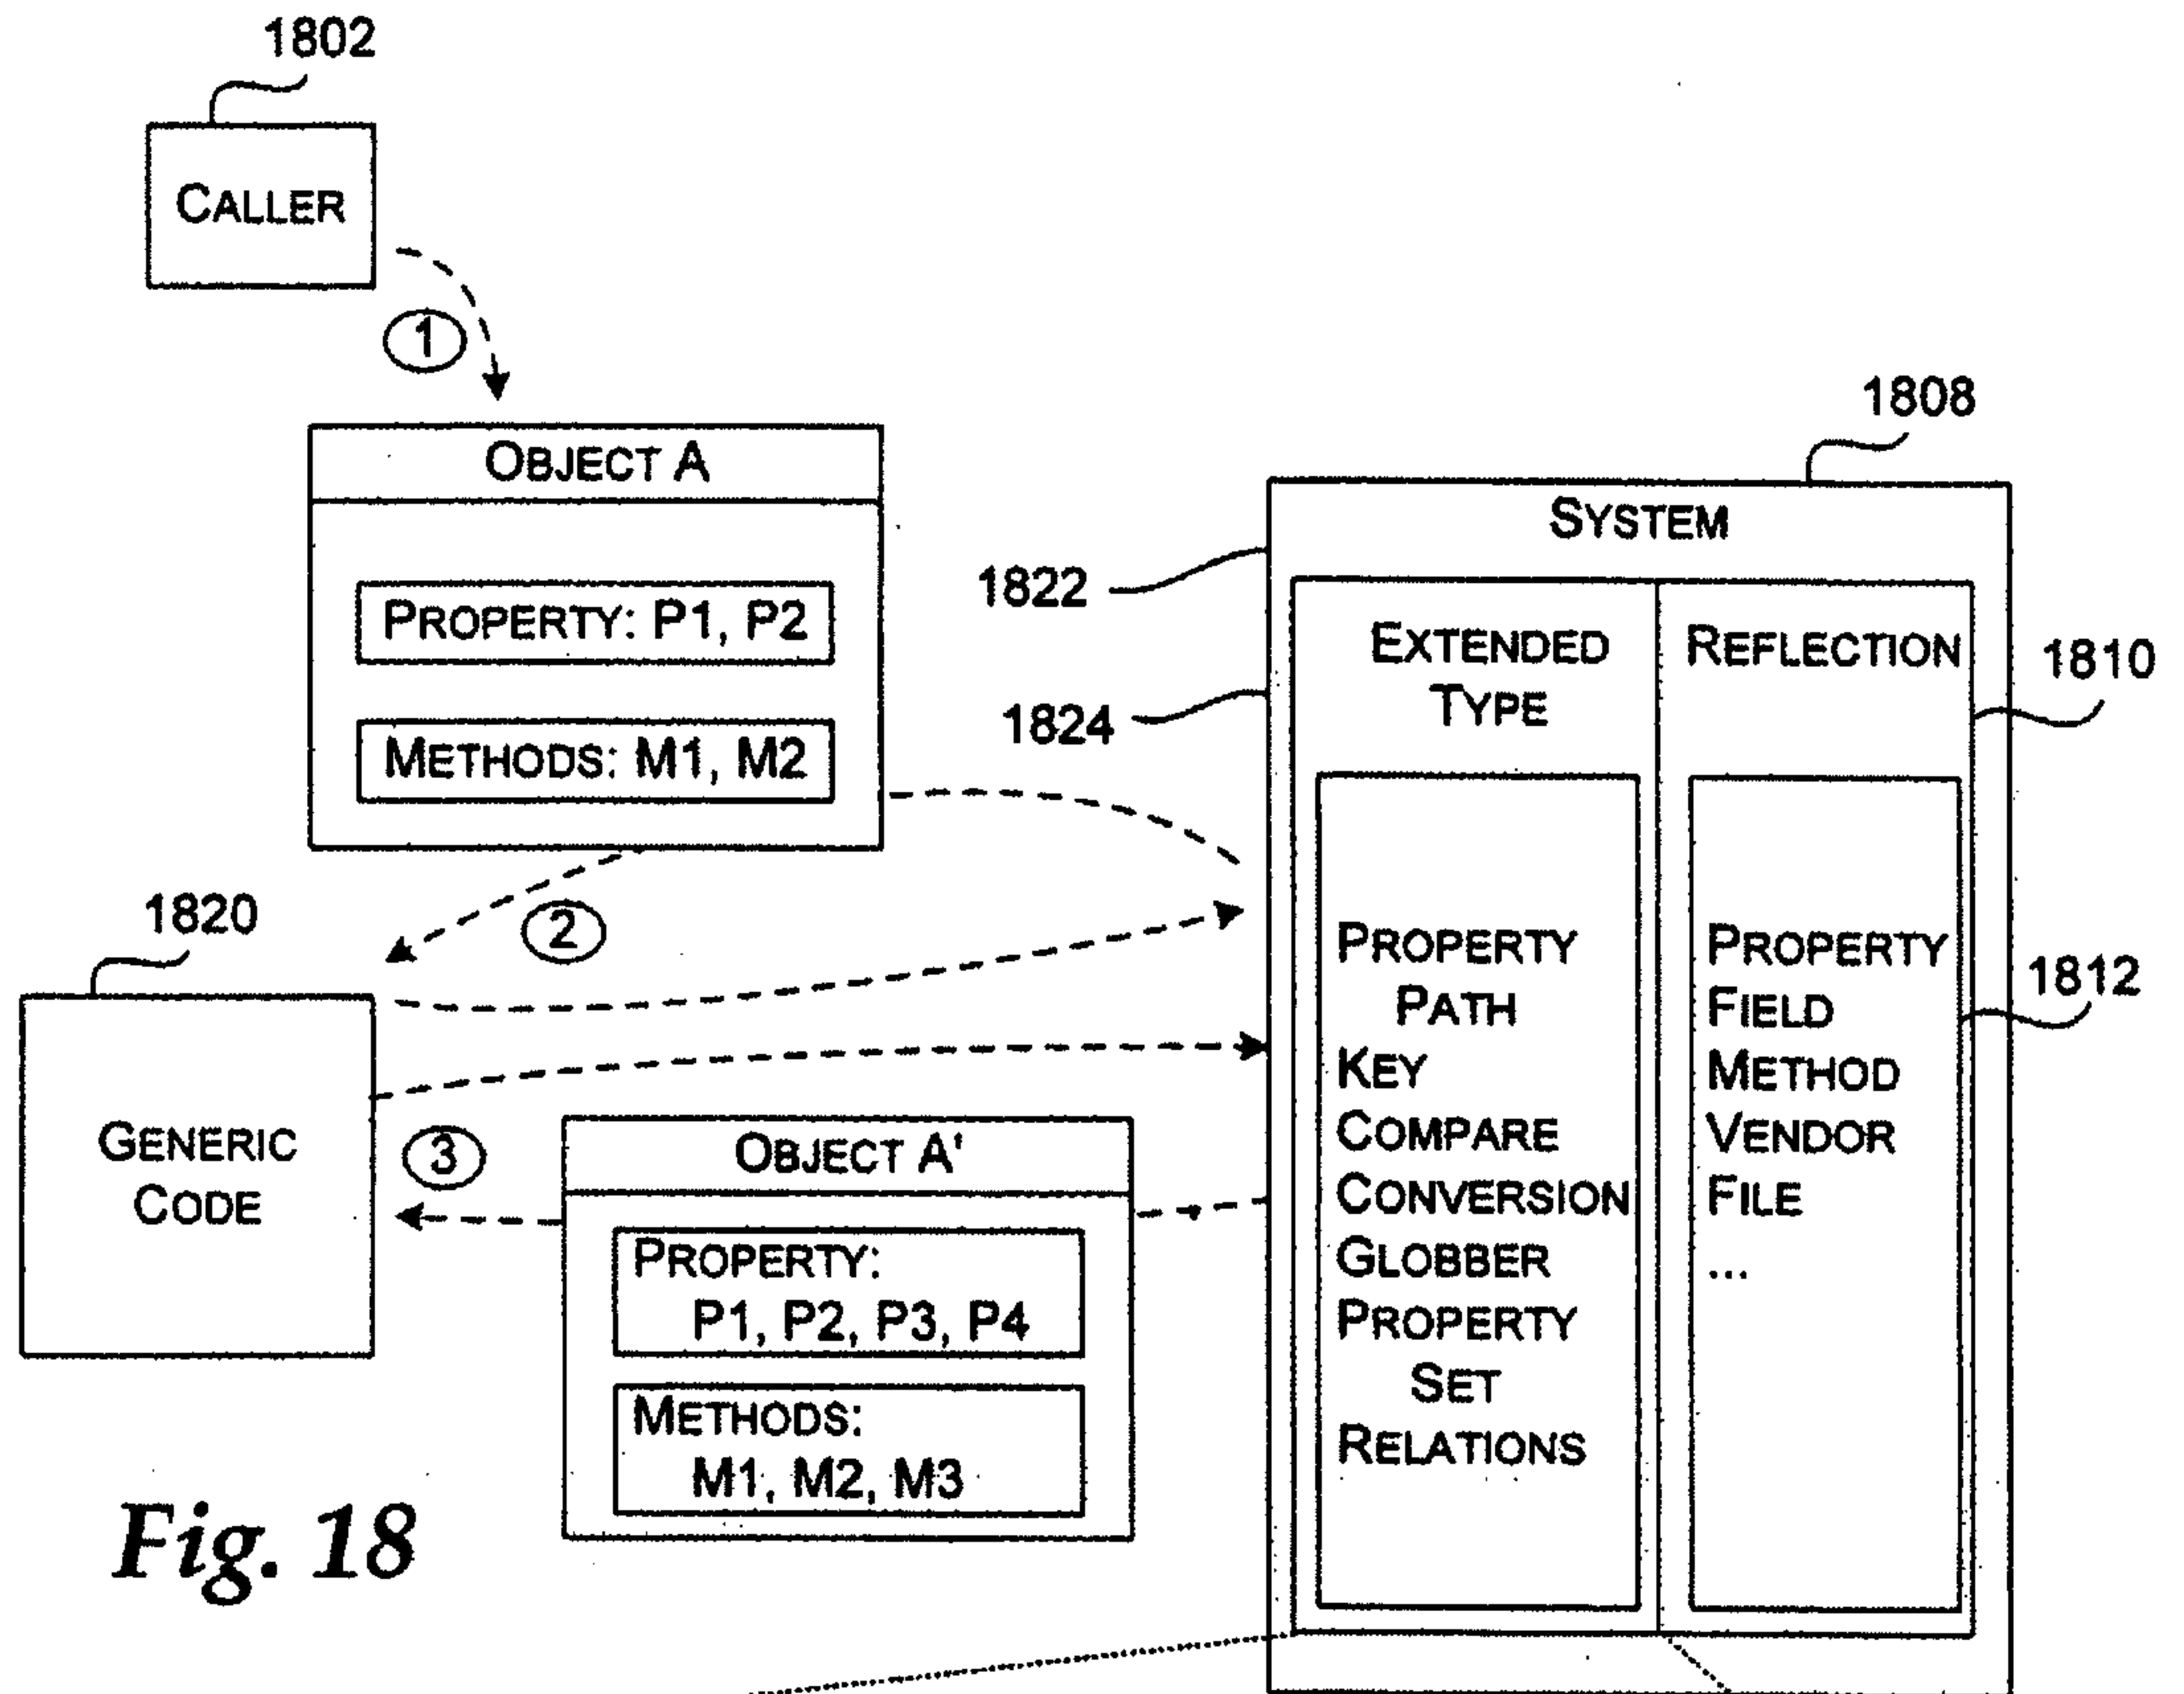 1802
CALLER
1
OBJECT A
PROPERTY: P1, P2
METHODS: M1, M2
2
1820
GENERIC
CODE
3
OBJECT A'
PROPERTY:
P1, P2, P3, P4
METHODS:
M1, M2, M3
1808
SYSTEM
1822
1824
EXTENDED
TYPE
PROPERTY
PATH
KEY
COMPARE
CONVERSION
GLOBBER
PROPERTY
SET
RELATIONS
REFLECTION
1810
1812
PROPERTY
FIELD
METHOD
VENDOR
FILE
...
Fig. 18